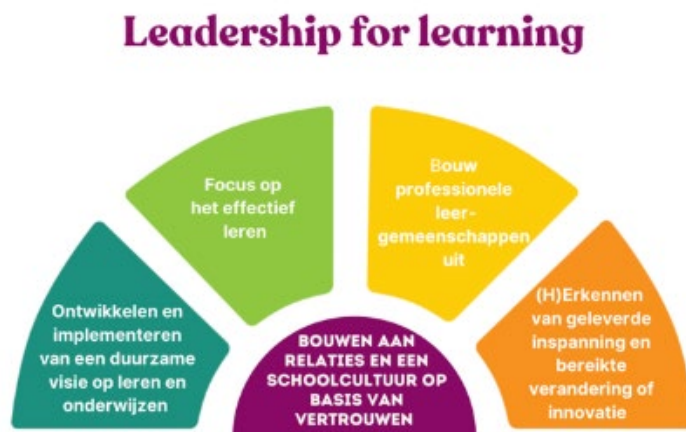 Leadership for learning
Focus op
het effectief
leren
Bouw
professionele
leer-
gemeenschappen
uit
Ontwikkelen en
implementeren
van een duurzame
visie op leren en
onderwijzen
BOUWEN AAN
RELATIES EN EEN
SCHOOLCULTUUR OP
BASIS VAN
VERTROUWEN
(H)Erkennen
van geleverde
inspanning en
bereikte
verandering of
innovatie